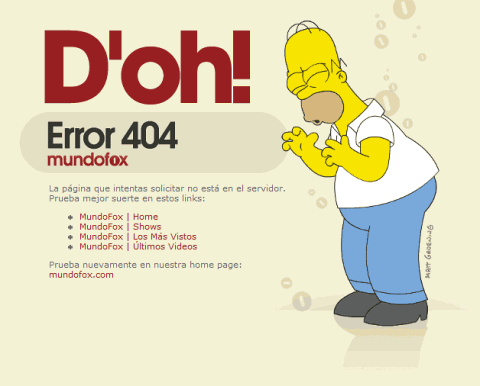 D'oh!
Error 404
mundofox
La página que intentas solicitar no está en el servidor.
Prueba mejor suerte en estos links:
MundoFox | Home
MundoFox | Shows
MundoFox | Los Más Vistos
MundoFox | Últimos Videos
Prueba nuevamente en nuestra home page:
mundofox.com
MATT GROENING